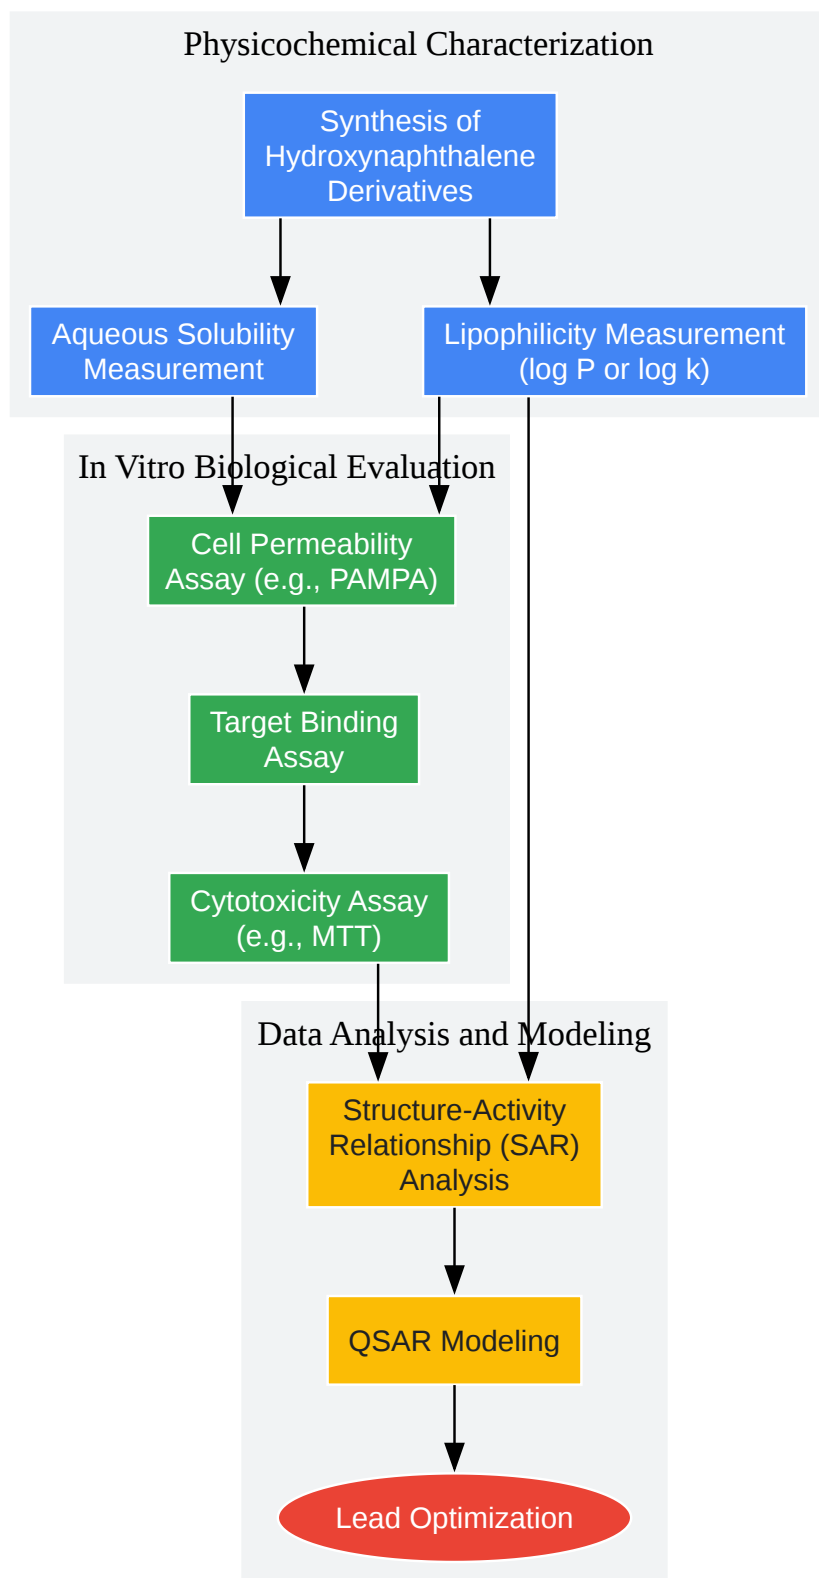 Physicochemical Characterization
Synthesis of
Hydroxynaphthalene
Derivatives
Aqueous Solubility
Measurement
Lipophilicity Measurement
(log P or log k)
In Vitro Biological Evaluation
Cell Permeability
Assay (e.g., PAMPA)
Target Binding
Assay
Cytotoxicity Assay
(e.g., MTT)
Data Analysis and Modeling
Structure-Activity
Relationship (SAR)
Analysis
QSAR Modeling
Lead Optimization